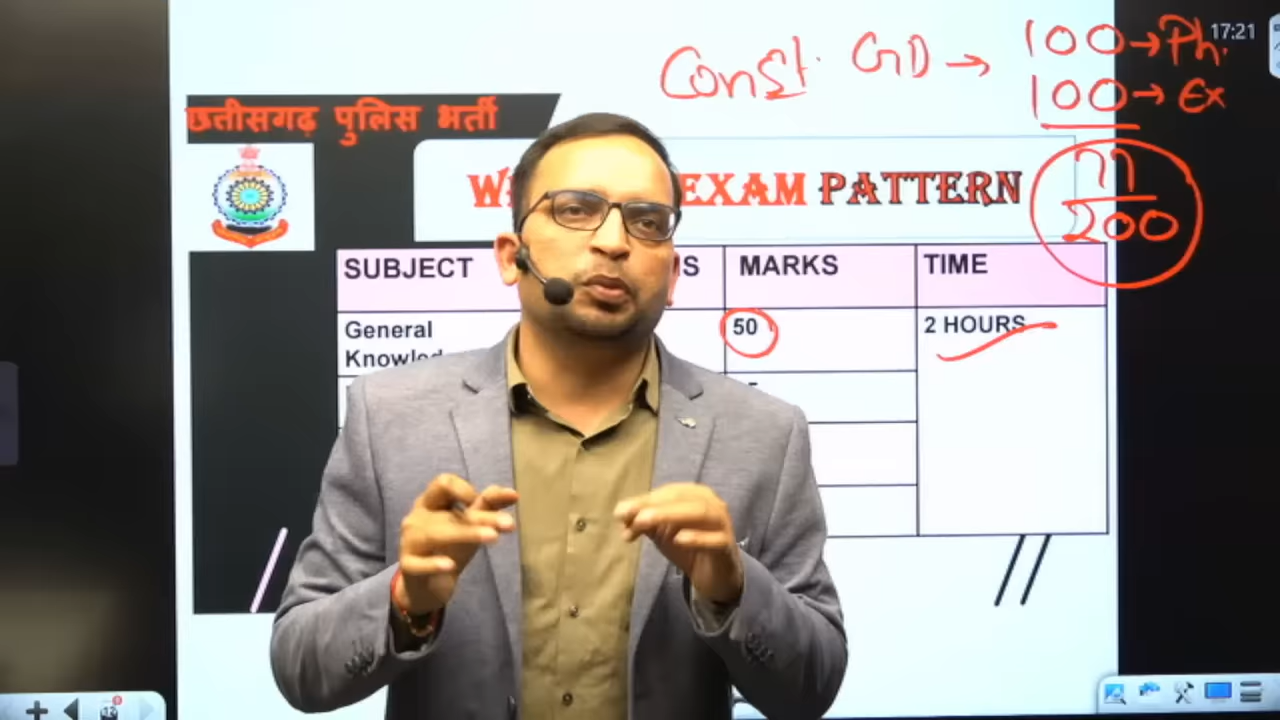 Const. GD → 100 → Ph.
17:21
100 → Ex
77
200
छत्तीसगढ़ पुलिस भर्ती
EXAM PATTERN
SUBJECT
MARKS
TIME
General
50
2 HOURS